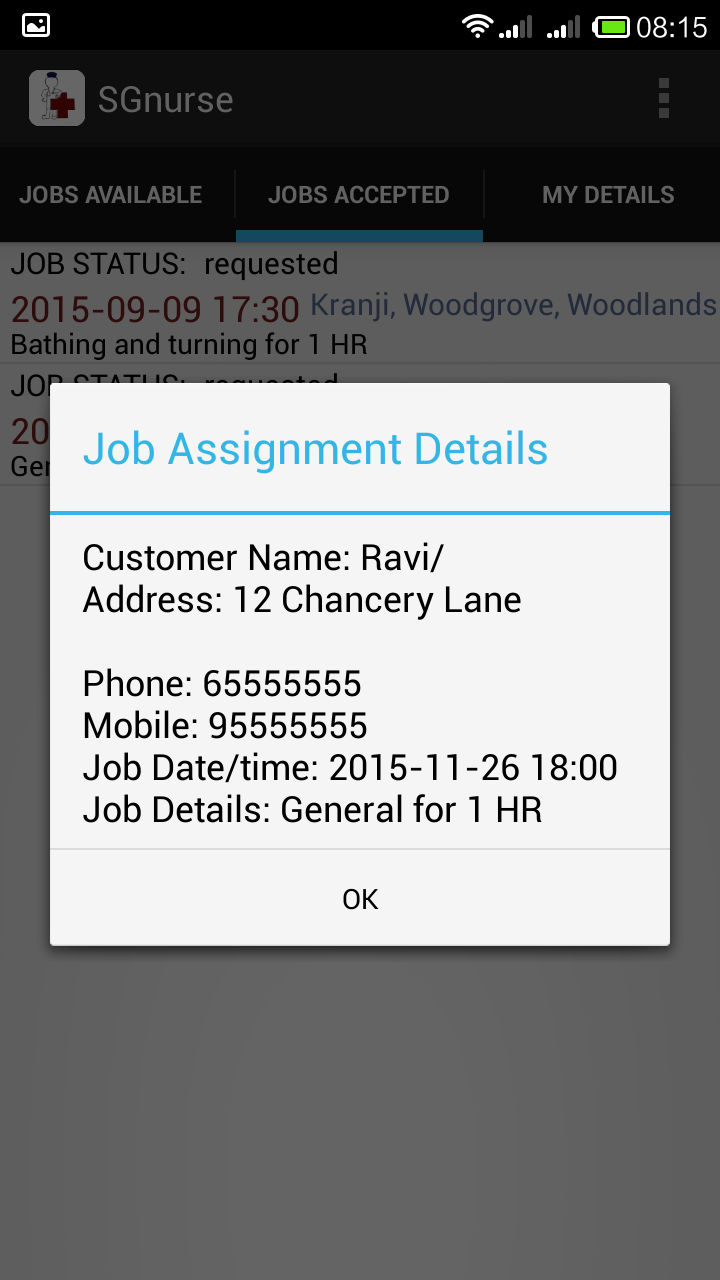 08:15
SGnurse
JOBS AVAILABLE
JOBS ACCEPTED
MY DETAILS
JOB STATUS: requested
2015-09-09 17:30 Kranji, Woodgrove, Woodlands
Bathing and turning for 1 HR
JOB STATUS: requested
20
Ger
Job Assignment Details
Customer Name: Ravi/
Address: 12 Chancery Lane
Phone: 65555555
Mobile: 95555555
Job Date/time: 2015-11-26 18:00
Job Details: General for 1 HR
OK